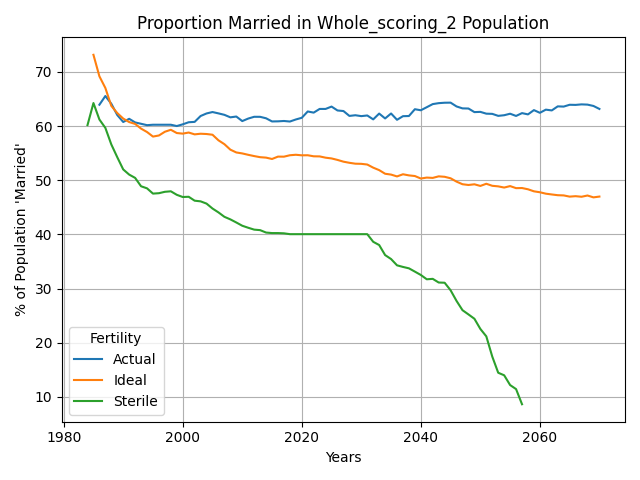 Proportion Married in Whole_scoring_2 Population
% of Population 'Married'
70
60
50
40
30
20
10
Fertility
Actual
Ideal
Sterile
1980
2000
2020
2040
2060
Years